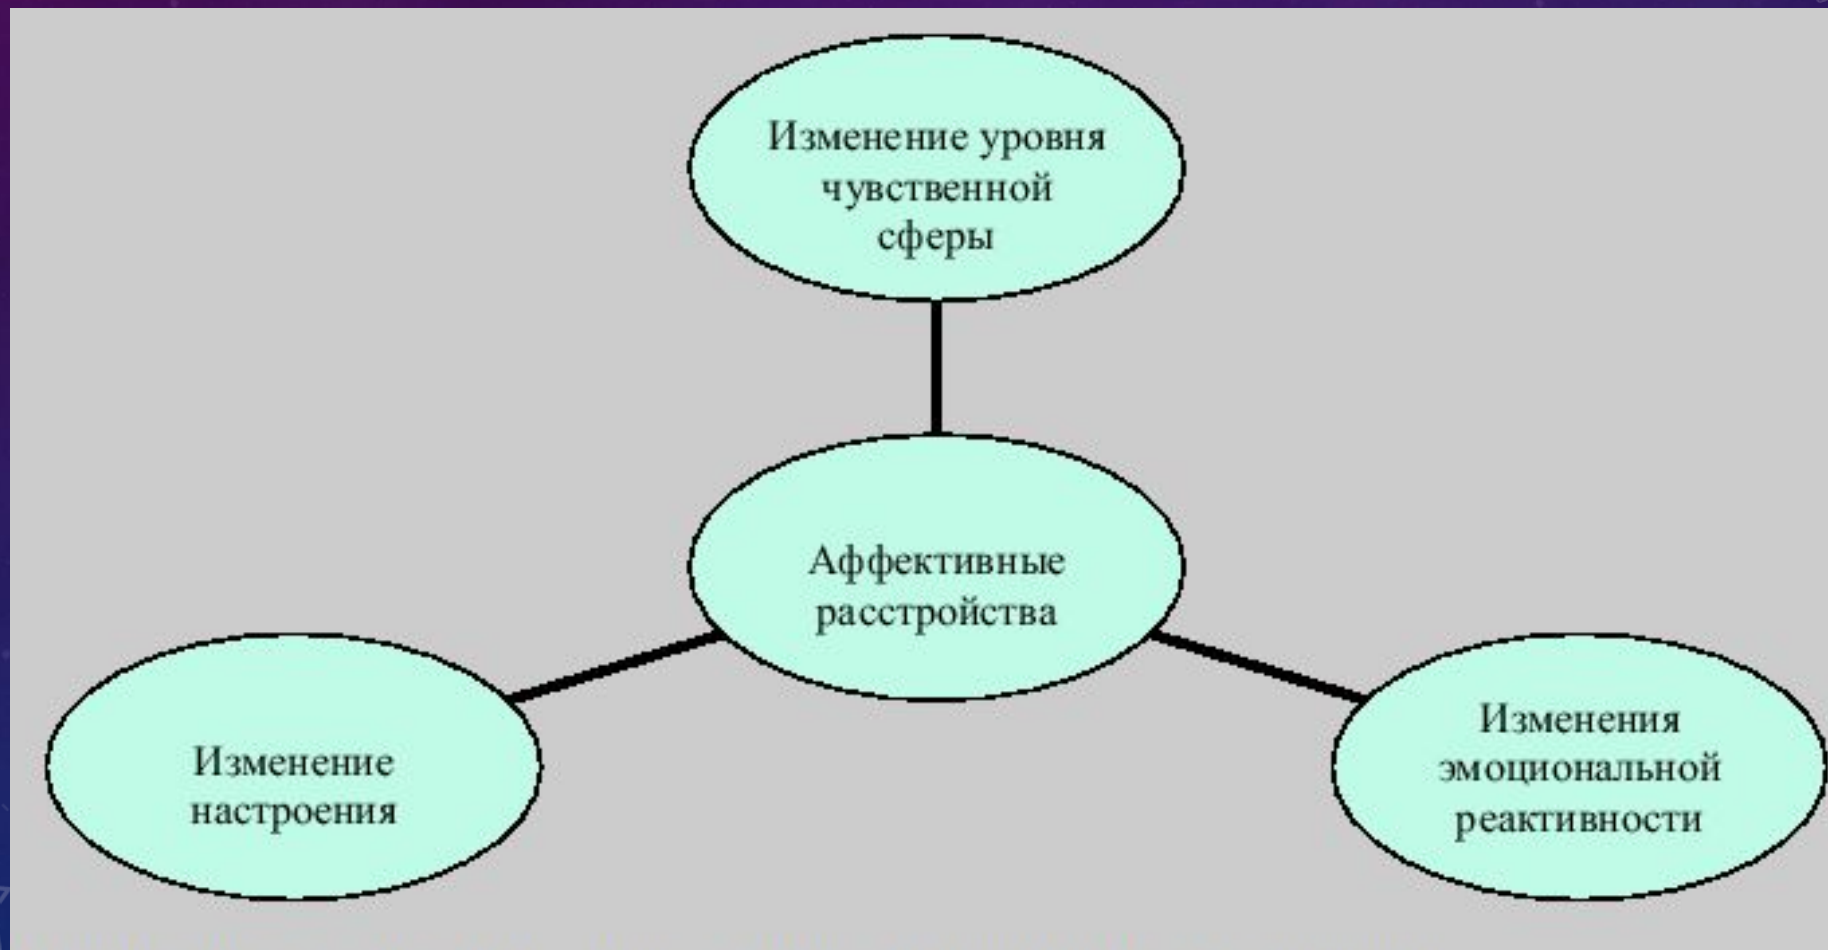 Изменение уровня
чувственной
сферы
Аффективные
расстройства
Изменение
настроения
Изменения
эмоциональной
реактивности